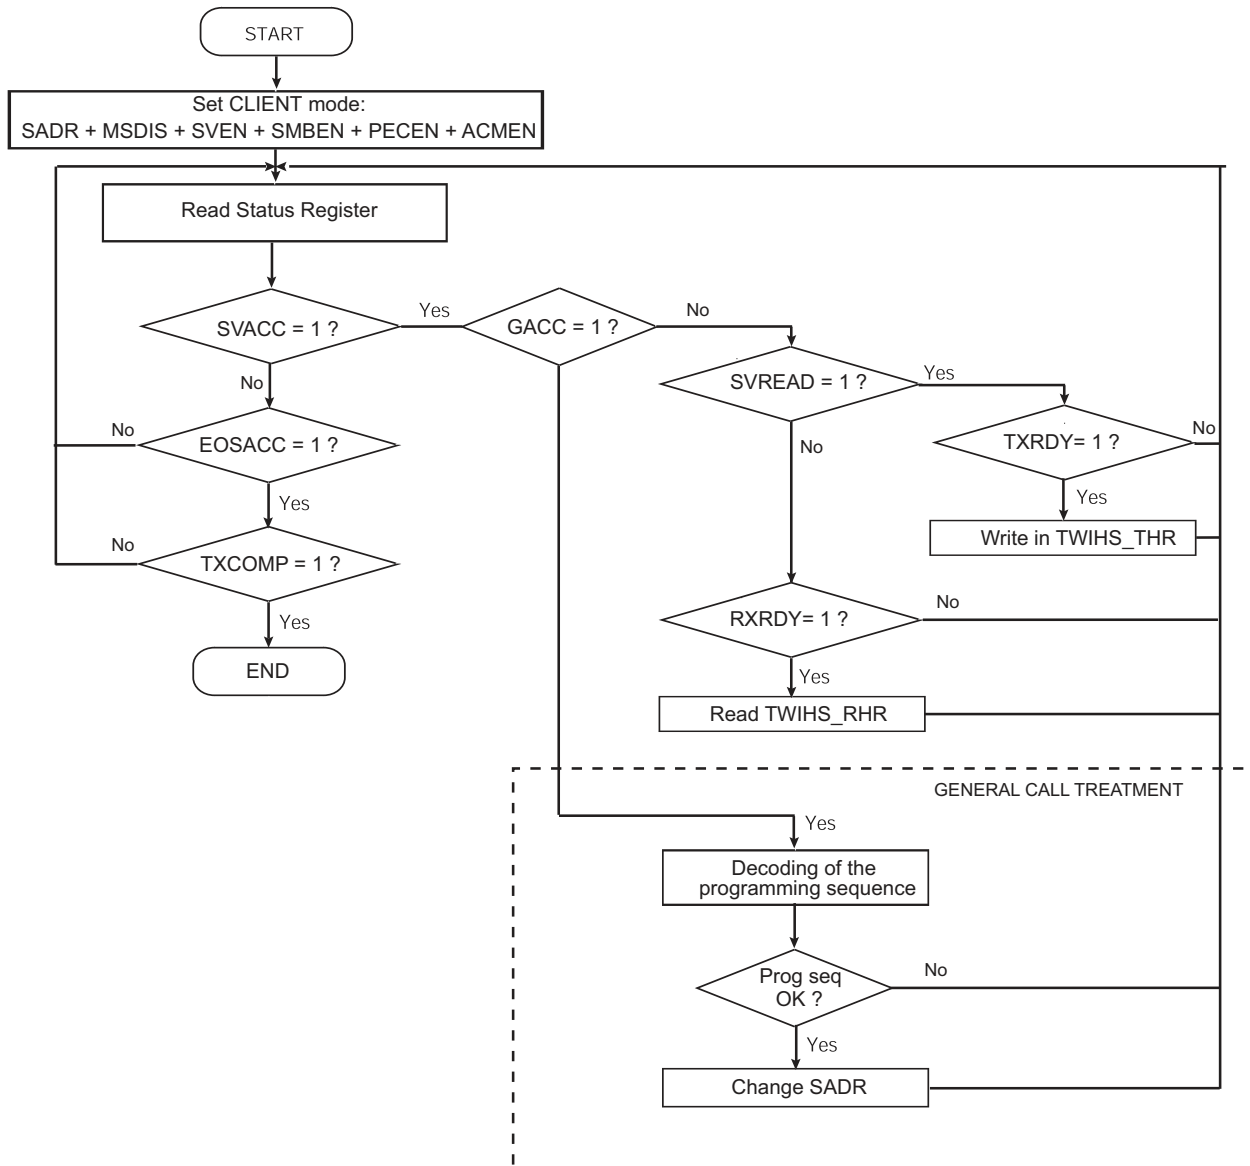 START
Set CLIENT mode:
SADR + MSDIS + SVEN + SMBEN + PECEN + ACMEN
Read Status Register
SVACC = 1 ?
Yes
GACC = 1 ?
No
SVREAD = 1 ?
Yes
No
EOSACC = 1 ?
No
No
TXRDY= 1 ?
No
Yes
Yes
Write in TWIHS_THR
No
TXCOMP = 1 ?
Yes
END
RXRDY= 1 ?
No
Yes
Read TWIHS_RHR
GENERAL CALL TREATMENT
Yes
Decoding of the
programming sequence
Prog seq
OK ?
No
Yes
Change SADR